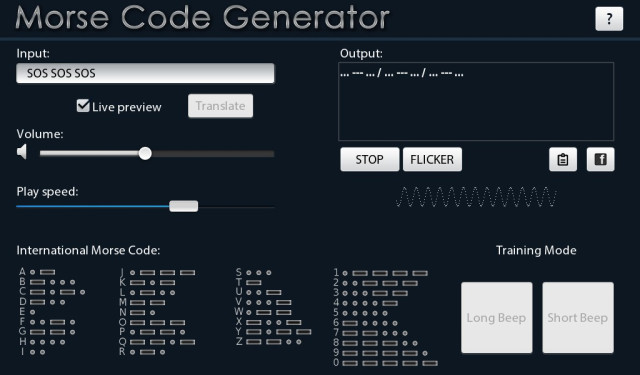 Morse Code Generator
?
Input:
SOS SOS SOS
Live preview
Translate
Volume:
Play speed:
Output:
... --- ... / ... --- ... / ... --- ...
STOP
FLICKER
f
International Morse Code:
A
B
C
D
E
F
G
H
I
J
K
L
M
N
O
P
Q
R
S
T
U
V
W
X
Y
Z
1
2
3
4
5
6
7
8
9
0
Training Mode
Long Beep
Short Beep